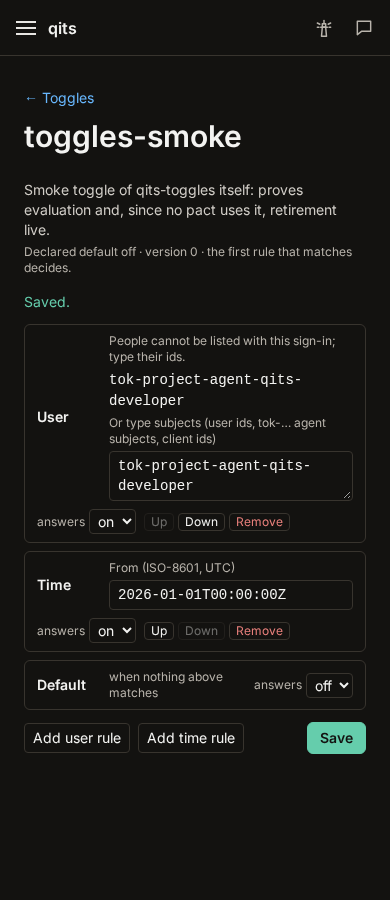 qits
← Toggles
toggles-smoke
Smoke toggle of qits-toggles itself: proves
evaluation and, since no pact uses it, retirement
live.
Declared default off · version 0 · the first rule that matches
decides.
Saved.
People cannot be listed with this sign-in;
type their ids.
tok-project-agent-qits-
developer
User
Or type subjects (user ids, tok-... agent
subjects, client ids)
tok-project-agent-qits-
developer
answers on Up Down Remove
From (ISO-8601, UTC)
Time
2026-01-01T00:00:00Z
answers on Up Down Remove
Default
when nothing above
matches
answers off
Add user rule Add time rule Save